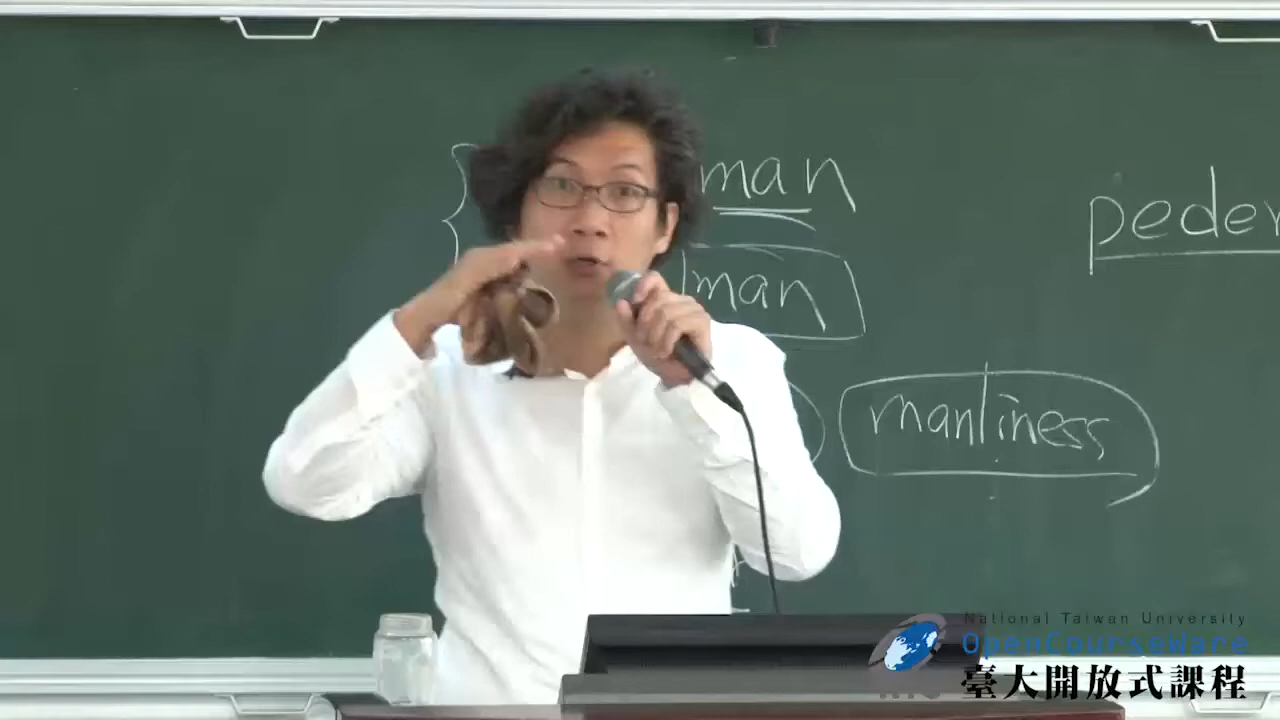 man
peder
man
manliness
National Taiwan University
OpenCourseWare
臺大開放式課程